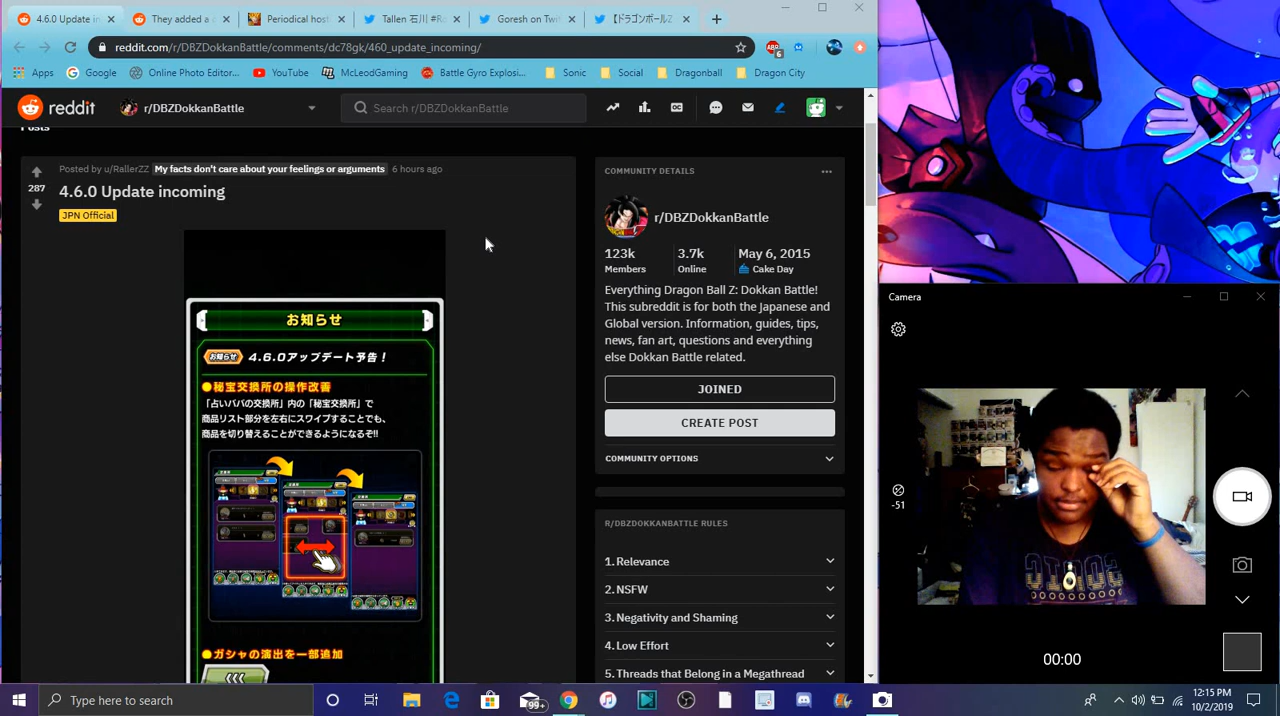 4.6.0 Update in
They added a
Periodical host
Tallen 石川 #R
Goresh on Tw
【ドラゴンボールZ
reddit.com/r/DBZDokkanBattle/comments/dc78gk/460_update_incoming/
6
Apps
Google
Online Photo Editor...
YouTube
McLeodGaming
Battle Gyro Explosi...
Sonic
Social
Dragonball
Dragon City
reddit
r/DBZDokkanBattle
Search r/DBZDokkanBattle
Posts
Posted by u/RallerZZ My facts don't care about your feelings or arguments 6 hours ago
287
4.6.0 Update incoming
JPN Official
お知らせ
お知らせ 4.6.0アップデート予告!
●秘宝交換所の操作改善
「占いババの交換所」内の「秘宝交換所」で
商品リスト部分を左右にスワイプすることでも、
商品を切り替えることができるようになるぞ!!
●ガシャの演出を一部追加
COMMUNITY DETAILS
r/DBZDokkanBattle
123k
Members
3.7k
Online
May 6, 2015
Cake Day
Everything Dragon Ball Z: Dokkan Battle!
This subreddit is for both the Japanese and
Global version. Information, guides, tips,
news, fan art, questions and everything
else Dokkan Battle related.
JOINED
CREATE POST
COMMUNITY OPTIONS
R/DBZDOKKANBATTLE RULES
1. Relevance
2. NSFW
3. Negativity and Shaming
4. Low Effort
5. Threads that Belong in a Megathread
Camera
-51
SONIC
00:00
Type here to search
99+
12:15 PM
10/2/2019